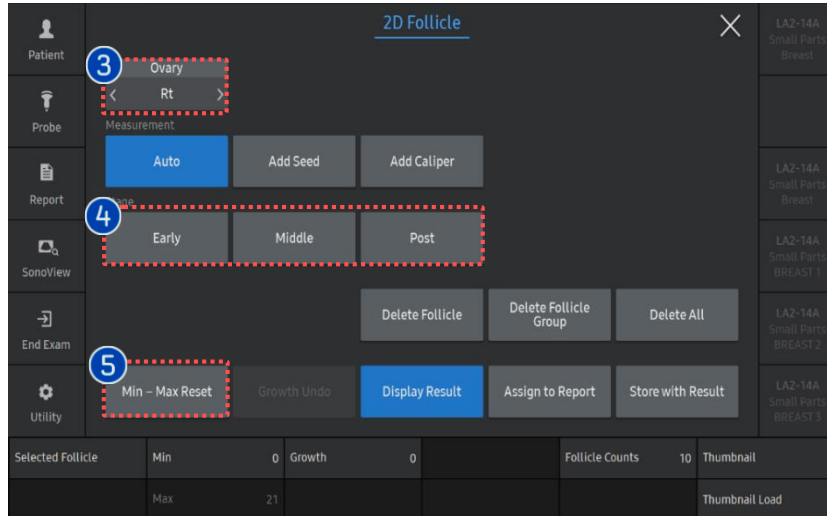 2D Follicle
Patient
Probe
Report
SonoView
End Exam
Utility
3
Ovary
< Rt >
Measurement
Auto Add Seed Add Caliper
4
Early Middle Post
Delete Follicle Delete Follicle Group Delete All
5
Min – Max Reset Growth Undo Display Result Assign to Report Store with Result
LA2-14A
Small Parts
Breast
LA2-14A
Small Parts
Breast
LA2-14A
Small Parts
BREAST 1
LA2-14A
Small Parts
BREAST 2
LA2-14A
Small Parts
BREAST 3
Selected Follicle Min 0 Growth 0 Follicle Counts 10 Thumbnail
Max 21 Thumbnail Load